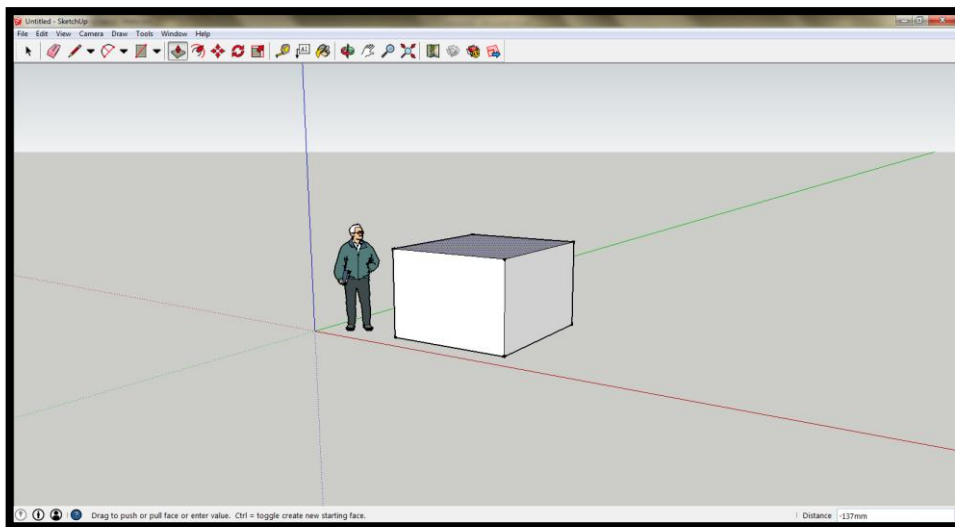 Untitled - SketchUp
File Edit View Camera Draw Tools Window Help
A1
Drag to push or pull face or enter value. Ctrl = toggle create new starting face.
Distance -137mm